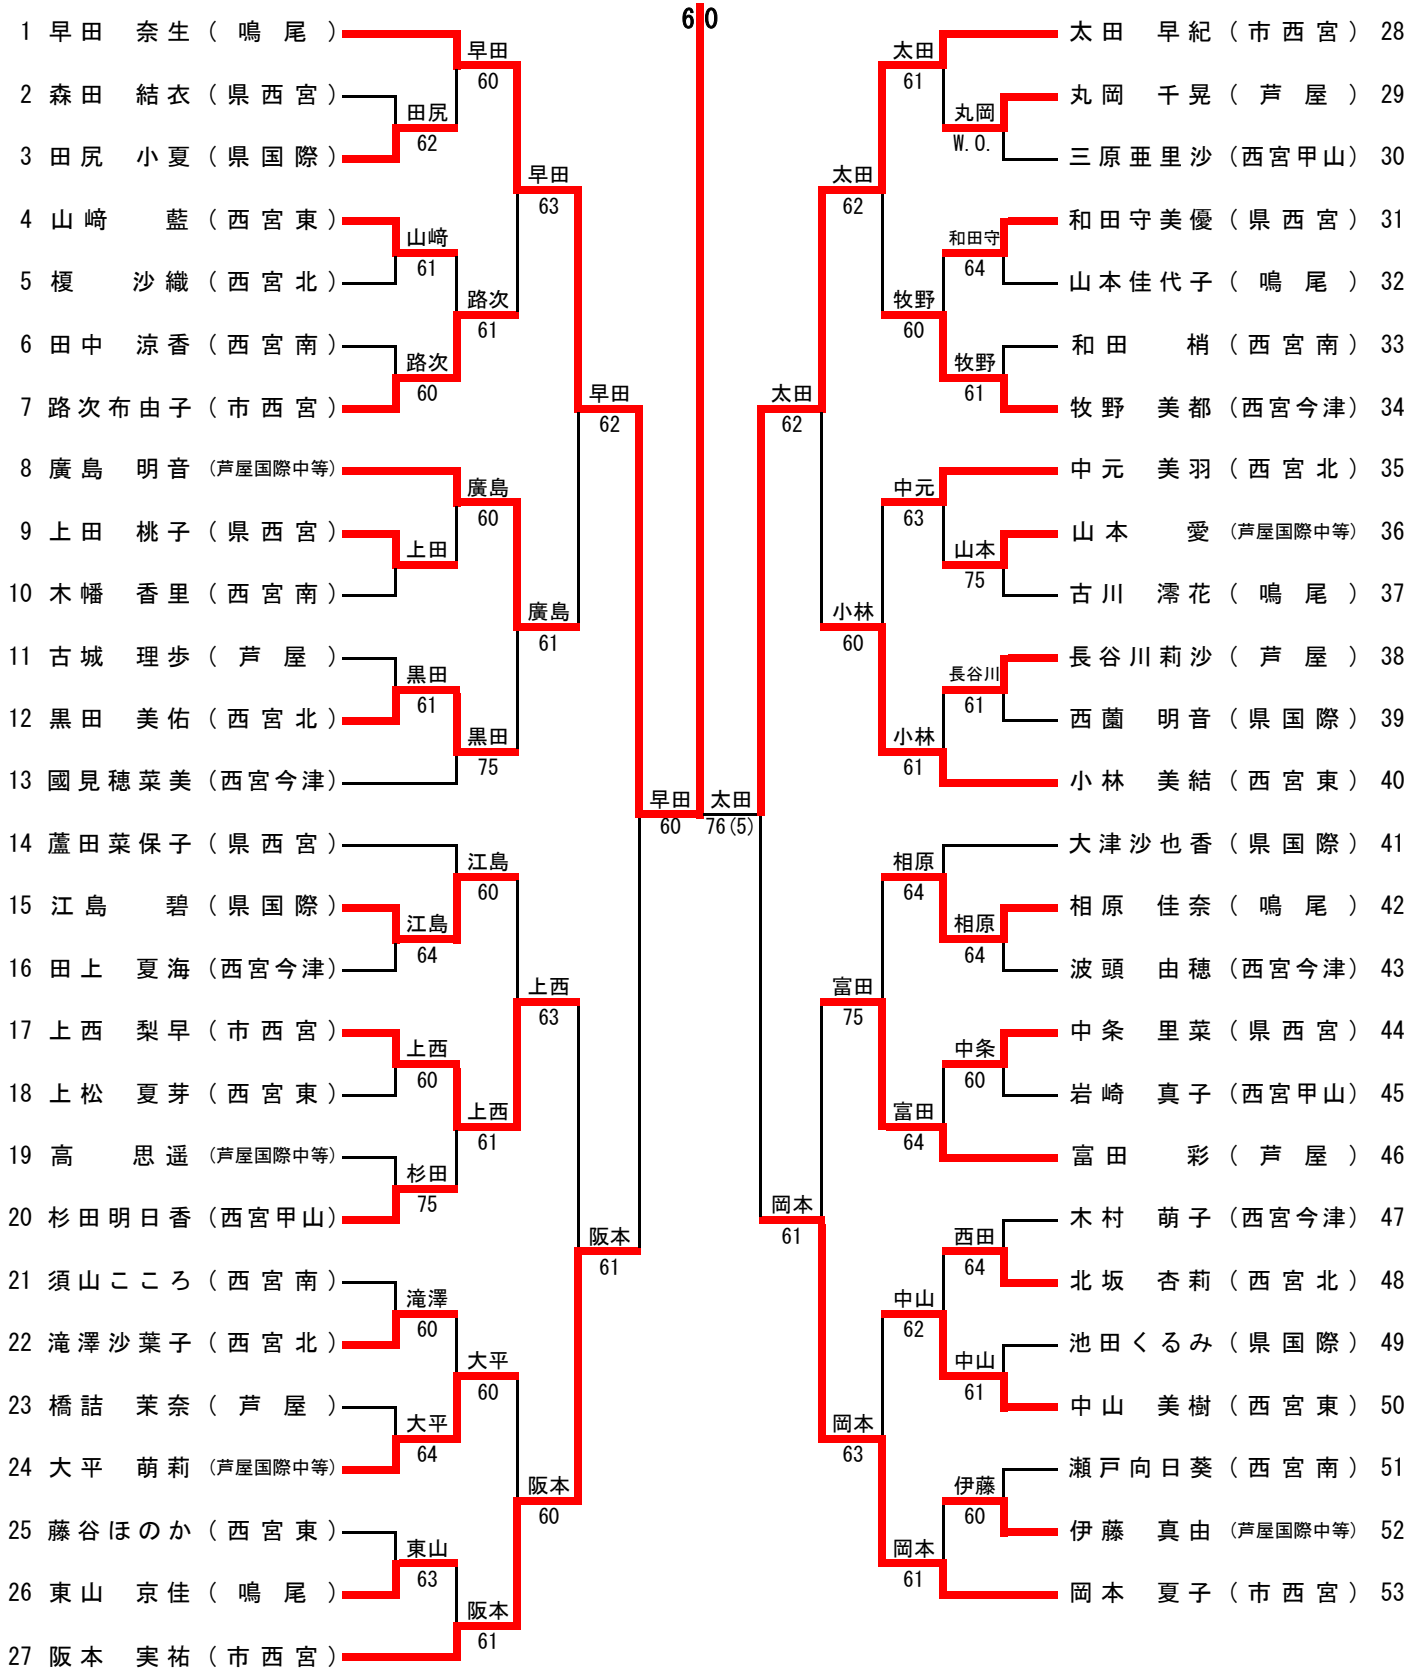 60
1 早田 奈生 (鳴尾)
2 森田 結衣 (県西宮)
3 田尻 小夏 (県国際)
4 山﨑 藍 (西宮東)
5 榎 沙織 (西宮北)
6 田中 涼香 (西宮南)
7 路次布由子 (市西宮)
8 廣島 明音 (芦屋国際中等)
9 上田 桃子 (県西宮)
10 木幡 香里 (西宮南)
11 古城 理歩 (芦屋)
12 黒田 美佑 (西宮北)
13 國見穂菜美 (西宮今津)
14 蘆田菜保子 (県西宮)
15 江島 碧 (県国際)
16 田上 夏海 (西宮今津)
17 上西 梨早 (市西宮)
18 上松 夏芽 (西宮東)
19 高 思遥 (芦屋国際中等)
20 杉田明日香 (西宮甲山)
21 須山こころ (西宮南)
22 滝澤沙葉子 (西宮北)
23 橋詰 茉奈 (芦屋)
24 大平 萌莉 (芦屋国際中等)
25 藤谷ほのか (西宮東)
26 東山 京佳 (鳴尾)
27 阪本 実祐 (市西宮)
田尻
62
山﨑
61
路次
60
上田
黒田
61
江島
64
上西
60
杉田
75
滝澤
60
大平
64
東山
63
早田
60
路次
61
廣島
60
黒田
75
江島
60
上西
61
大平
60
阪本
61
早田
63
廣島
61
上西
63
阪本
60
早田
62
阪本
61
早田
60
太田
76(5)
太田
62
岡本
61
太田
62
小林
60
富田
75
岡本
63
太田
61
牧野
60
中元
63
小林
61
相原
64
富田
64
中山
62
岡本
61
丸岡
W.O.
和田守
64
牧野
61
山本
75
長谷川
61
相原
64
中条
60
西田
64
中山
61
伊藤
60
太田 早紀 (市西宮) 28
丸岡 千晃 (芦屋) 29
三原亜里沙 (西宮甲山) 30
和田守美優 (県西宮) 31
山本佳代子 (鳴尾) 32
和田 梢 (西宮南) 33
牧野 美都 (西宮今津) 34
中元 美羽 (西宮北) 35
山本 愛 (芦屋国際中等) 36
古川 澪花 (鳴尾) 37
長谷川莉沙 (芦屋) 38
西薗 明音 (県国際) 39
小林 美結 (西宮東) 40
大津沙也香 (県国際) 41
相原 佳奈 (鳴尾) 42
波頭 由穂 (西宮今津) 43
中条 里菜 (県西宮) 44
岩崎 真子 (西宮甲山) 45
富田 彩 (芦屋) 46
木村 萌子 (西宮今津) 47
北坂 杏莉 (西宮北) 48
池田くるみ (県国際) 49
中山 美樹 (西宮東) 50
瀬戸向日葵 (西宮南) 51
伊藤 真由 (芦屋国際中等) 52
岡本 夏子 (市西宮) 53